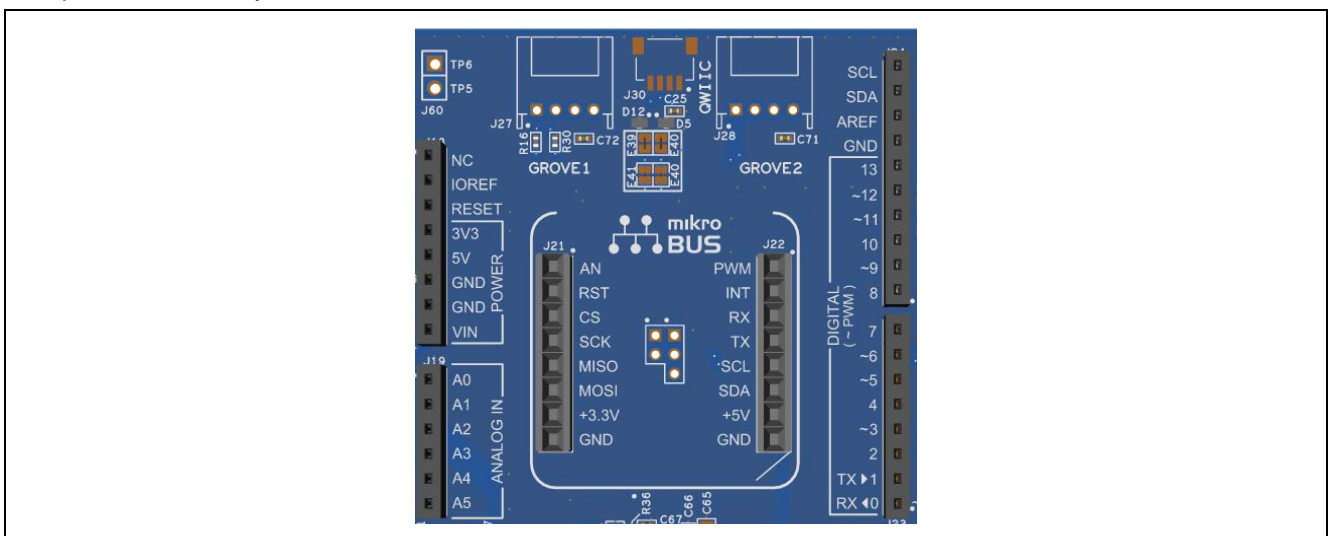 TP6
TP5
J60
J27
R16
R30
C72
GROVE1
J30
D12
C25
D5
QWIIC
E39
E40
E41
E40
J28
C71
GROVE2
NC
IOREF
RESET
3V3
5V
GND
GND
VIN
POWER
J19
A0
A1
A2
A3
A4
A5
ANALOG IN
mikro
BUS
J21
AN
RST
CS
SCK
MISO
MOSI
+3.3V
GND
J22
PWM
INT
RX
TX
SCL
SDA
+5V
GND
SCL
SDA
AREF
GND
13
~12
~11
10
~9
8
7
~6
~5
4
~3
2
TX▶1
RX◀0
DIGITAL
(~ PWM)
R36
C67
C66
C65